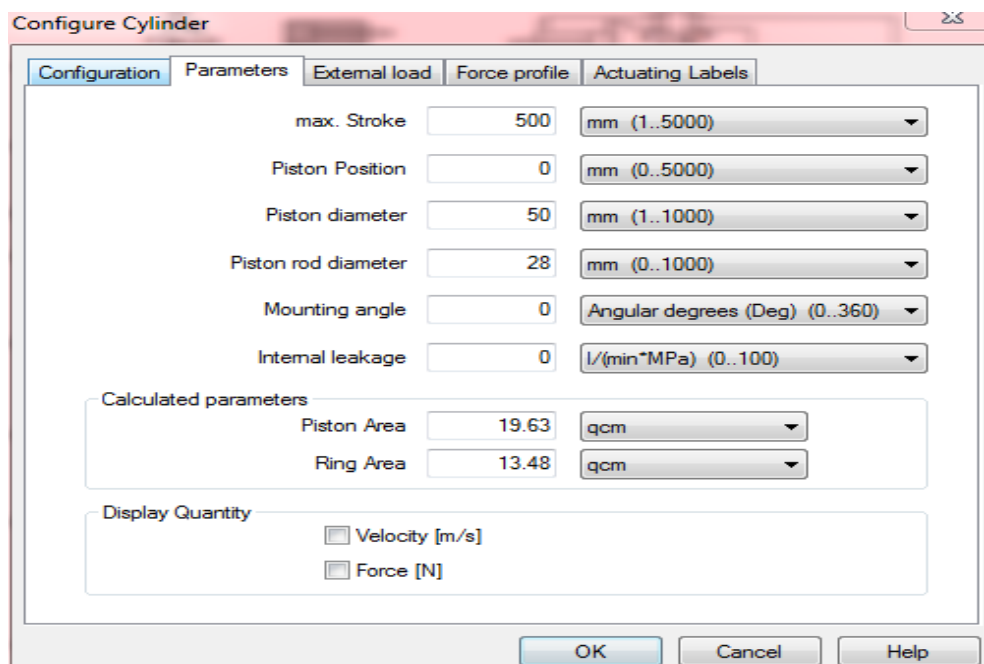 Configure Cylinder
Configuration Parameters External load Force profile Actuating Labels
max. Stroke 500 mm (1..5000)
Piston Position 0 mm (0..5000)
Piston diameter 50 mm (1..1000)
Piston rod diameter 28 mm (0..1000)
Mounting angle 0 Angular degrees (Deg) (0..360)
Internal leakage 0 l/(min*MPa) (0..100)
Calculated parameters
Piston Area 19.63 qcm
Ring Area 13.48 qcm
Display Quantity
Velocity [m/s]
Force [N]
OK Cancel Help